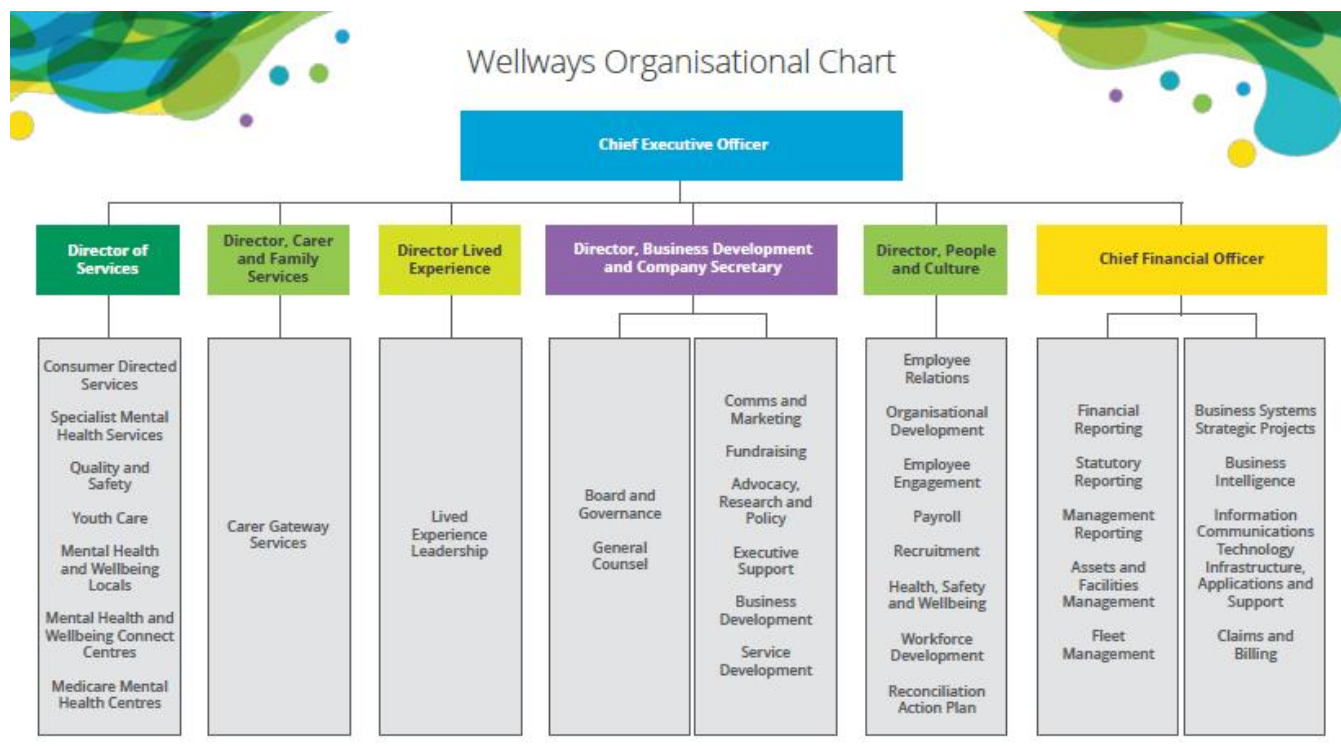 Wellways Organisational Chart
Chief Executive Officer
Director of
Services
Director, Carer
and Family
Services
Director Lived
Experience
Director, Business Development
and Company Secretary
Director, People
and Culture
Chief Financial Officer
Consumer Directed
Services
Specialist Mental
Health Services
Quality and
Safety
Youth Care
Mental Health
and Wellbeing
Locals
Mental Health and
Wellbeing Connect
Centres
Medicare Mental
Health Centres
Carer Gateway
Services
Lived
Experience
Leadership
Board and
Governance
General
Counsel
Comms and
Marketing
Fundraising
Advocacy,
Research and
Policy
Executive
Support
Business
Development
Service
Development
Employee
Relations
Organisational
Development
Employee
Engagement
Payroll
Recruitment
Health, Safety
and Wellbeing
Workforce
Development
Reconciliation
Action Plan
Financial
Reporting
Statutory
Reporting
Management
Reporting
Assets and
Facilities
Management
Fleet
Management
Business Systems
Strategic Projects
Business
Intelligence
Information
Communications
Technology
Infrastructure,
Applications and
Support
Claims and
Billing